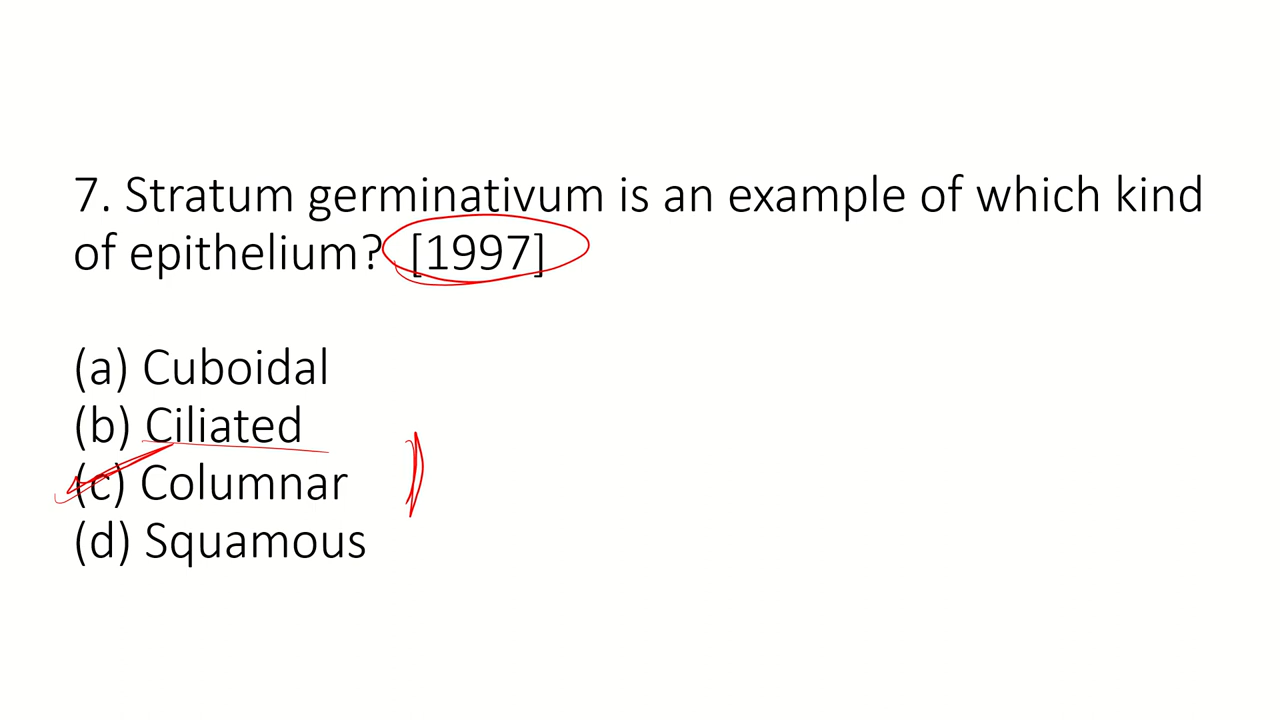 7. Stratum germinativum is an example of which kind
of epithelium? [1997]
(a) Cuboidal
(b) Ciliated
(c) Columnar
(d) Squamous